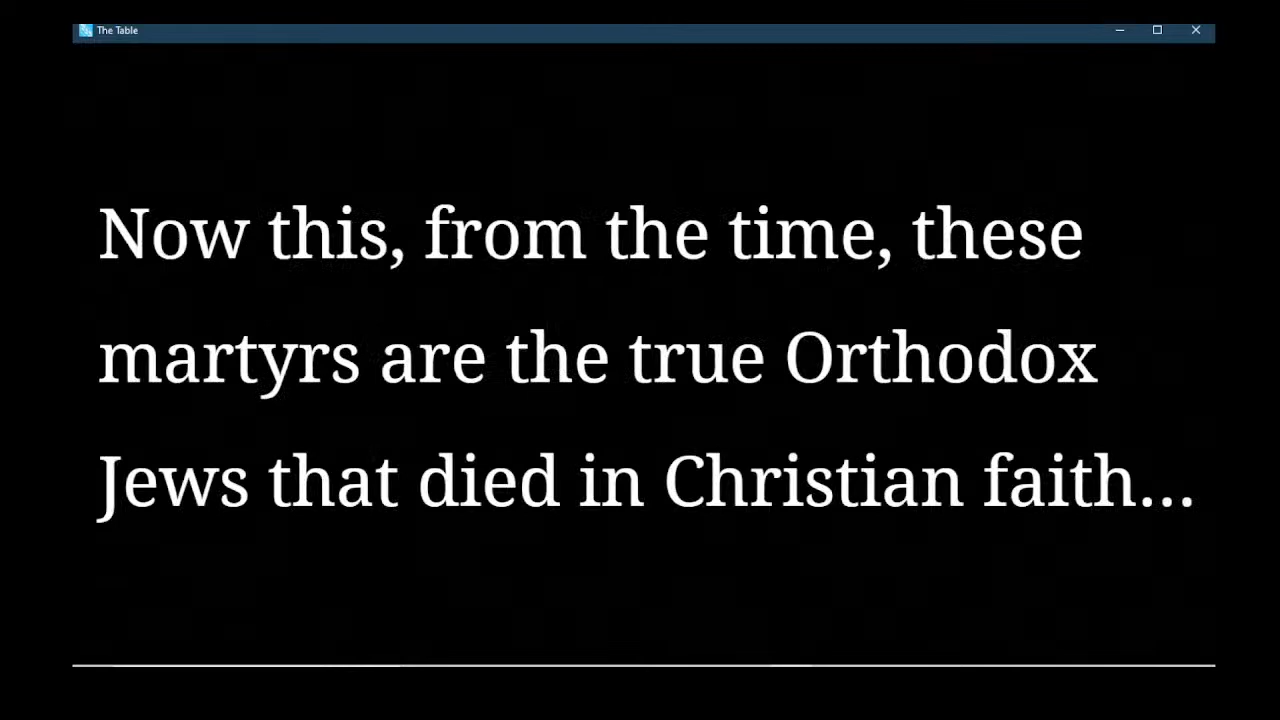 The Table
Now this, from the time, these
martyrs are the true Orthodox
Jews that died in Christian faith...